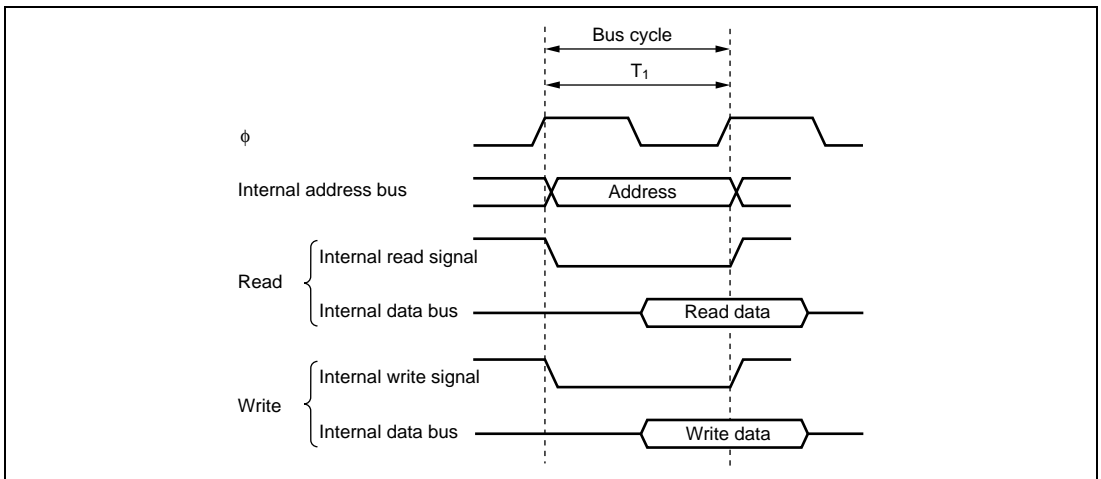 Bus cycle
T₁
ϕ
Internal address bus
Address
Read
Internal read signal
Internal data bus
Read data
Write
Internal write signal
Internal data bus
Write data